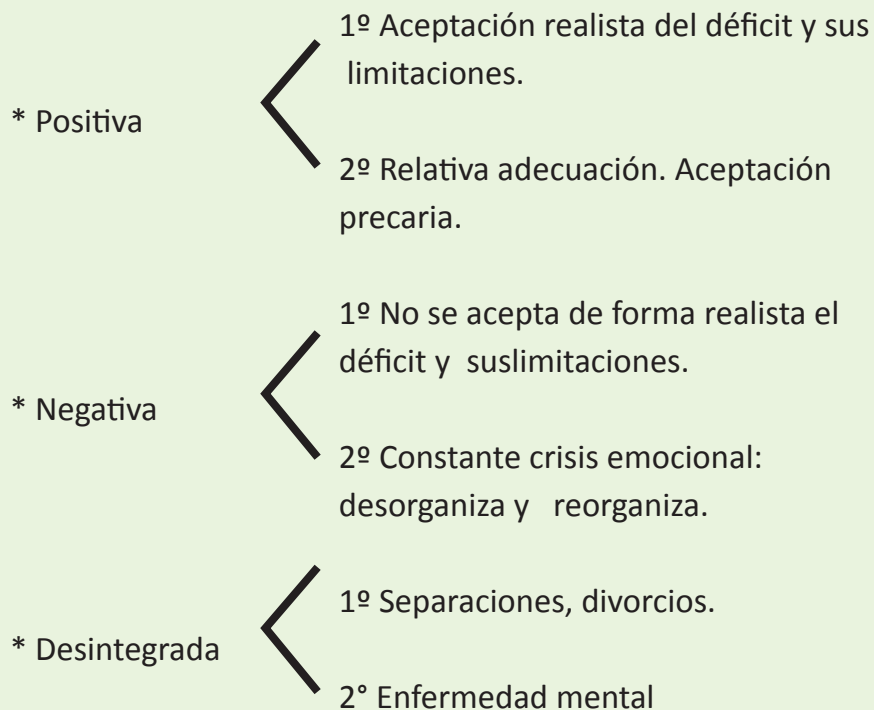 1º Aceptación realista del déficit y sus
limitaciones.
* Positiva
2º Relativa adecuación. Aceptación
precaria.
1º No se acepta de forma realista el
déficit y suslimitaciones.
* Negativa
2º Constante crisis emocional:
desorganiza y reorganiza.
1º Separaciones, divorcios.
* Desintegrada
2° Enfermedad mental